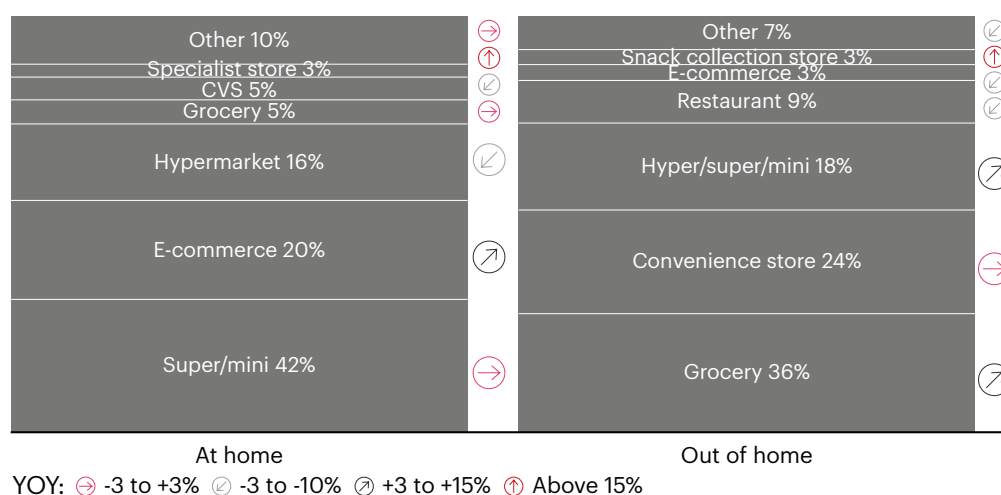 Other 10%
Specialist store 3%
CVS 5%
Grocery 5%
Hypermarket 16%
E-commerce 20%
Super/mini 42%
At home
Other 7%
Snack collection store 3%
E-commerce 3%
Restaurant 9%
Hyper/super/mini 18%
Convenience store 24%
Grocery 36%
Out of home
YOY: -3 to +3% -3 to -10% +3 to +15% Above 15%